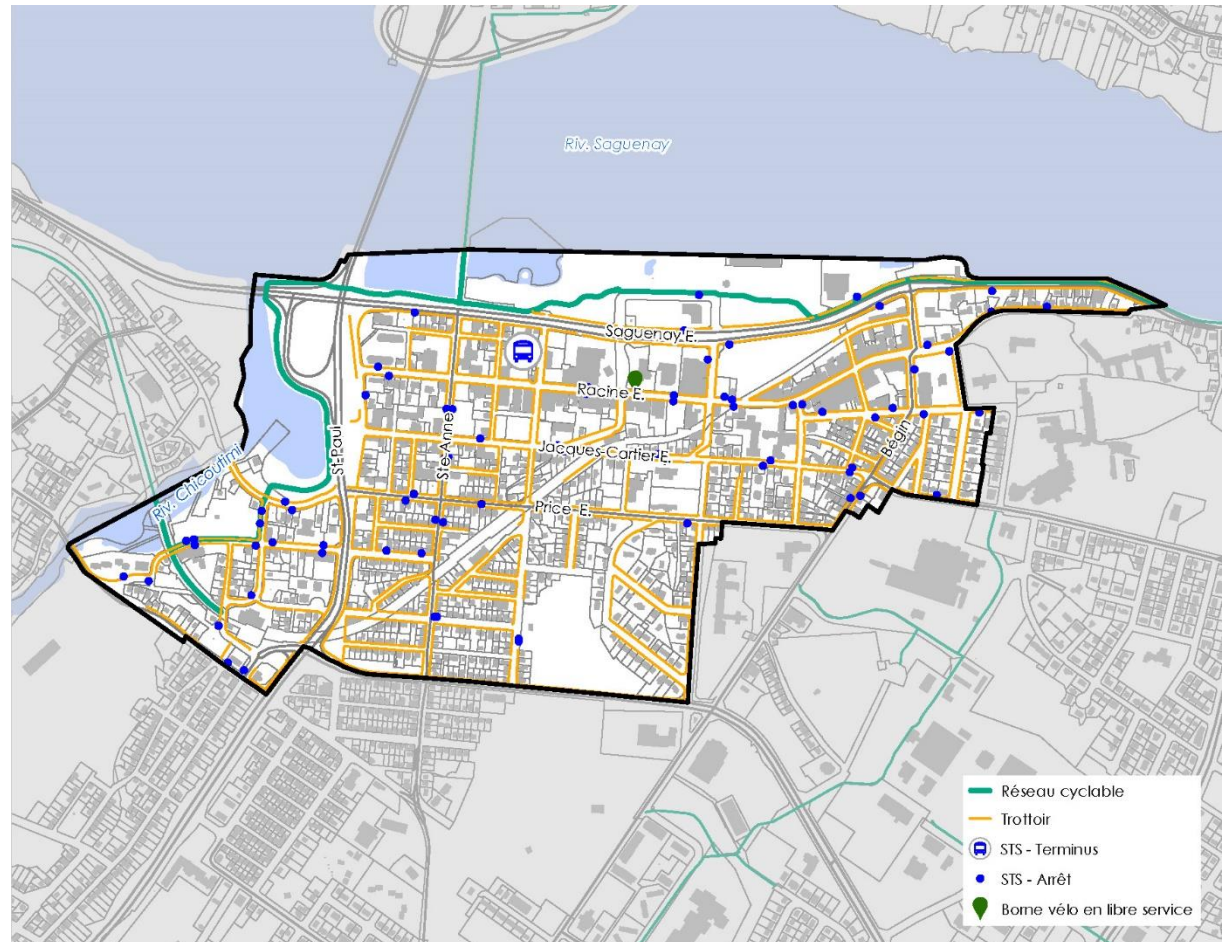 Riv. Saguenay
Saguenay E.
Racine E.
Ste-Anne
Bégin
Jacques-Cartier E.
St-Paul
Riv. Chicoutimi
Price E.
Réseau cyclable
Trottoir
STS - Terminus
STS - Arrêt
Borne vélo en libre service